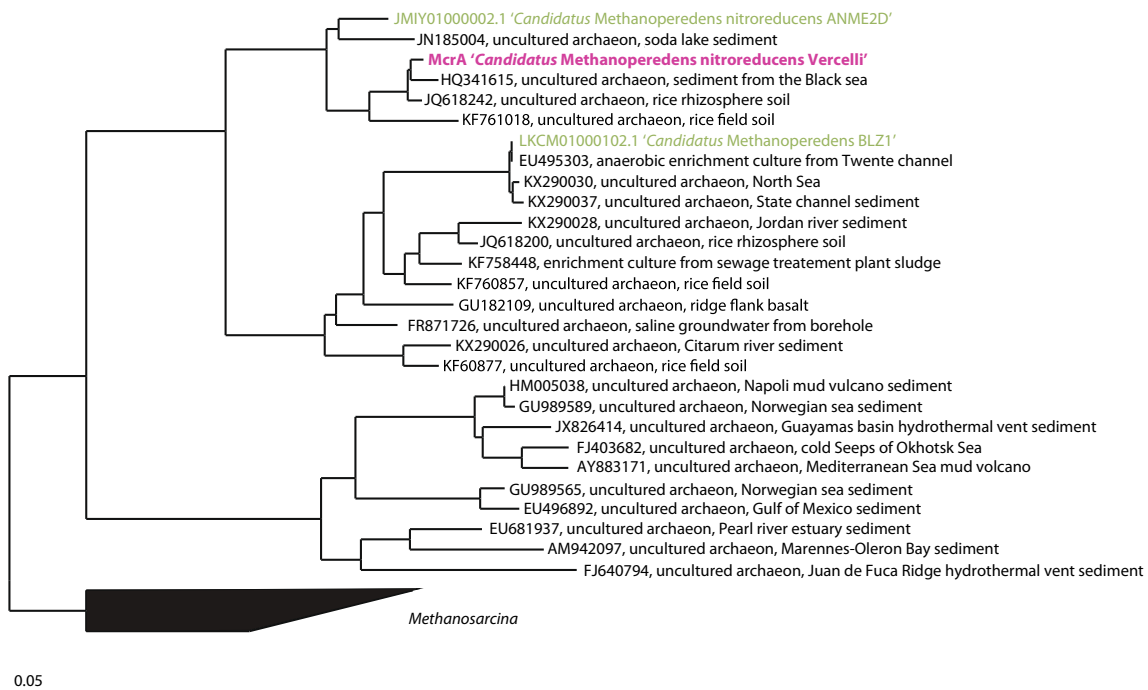 JMIY01000002.1 ‘Candidatus Methanoperedens nitroreducens ANME2D’
JN185004, uncultured archaeon, soda lake sediment
McrA ‘Candidatus Methanoperedens nitroreducens Vercelli’
HQ341615, uncultured archaeon, sediment from the Black sea
JQ618242, uncultured archaeon, rice rhizosphere soil
KF761018, uncultured archaeon, rice field soil
LKCM01000102.1 ‘Candidatus Methanoperedens BLZ1’
EU495303, anaerobic enrichment culture from Twente channel
KX290030, uncultured archaeon, North Sea
KX290037, uncultured archaeon, State channel sediment
KX290028, uncultured archaeon, Jordan river sediment
JQ618200, uncultured archaeon, rice rhizosphere soil
KF758448, enrichment culture from sewage treatement plant sludge
KF760857, uncultured archaeon, rice field soil
GU182109, uncultured archaeon, ridge flank basalt
FR871726, uncultured archaeon, saline groundwater from borehole
KX290026, uncultured archaeon, Citarum river sediment
KF60877, uncultured archaeon, rice field soil
HM005038, uncultured archaeon, Napoli mud vulcano sediment
GU989589, uncultured archaeon, Norwegian sea sediment
JX826414, uncultured archaeon, Guayamas basin hydrothermal vent sediment
FJ403682, uncultured archaeon, cold Seeps of Okhotsk Sea
AY883171, uncultured archaeon, Mediterranean Sea mud volcano
GU989565, uncultured archaeon, Norwegian sea sediment
EU496892, uncultured archaeon, Gulf of Mexico sediment
EU681937, uncultured archaeon, Pearl river estuary sediment
AM942097, uncultured archaeon, Marennes-Oleron Bay sediment
FJ640794, uncultured archaeon, Juan de Fuca Ridge hydrothermal vent sediment
Methanosarcina
0.05